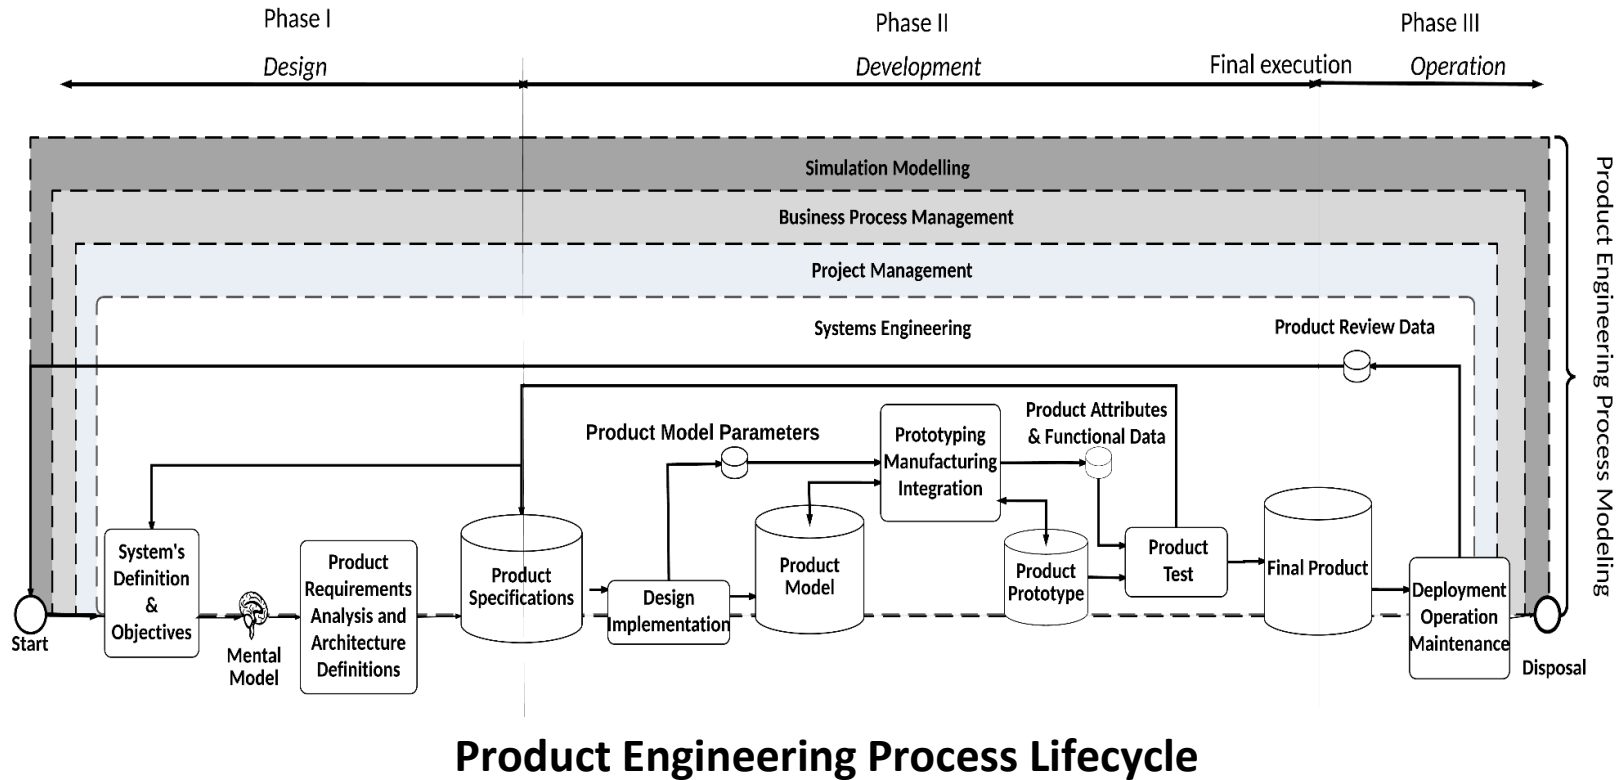 Phase I
Phase II
Phase III
Design
Development
Final execution
Operation
Simulation Modelling
Business Process Management
Project Management
Systems Engineering
Product Review Data
Product Engineering Process Modeling
Product Model Parameters
Prototyping
Manufacturing
Integration
Product Attributes
& Functional Data
System's
Definition
&
Objectives
Product
Requirements
Analysis and
Architecture
Definitions
Product
Specifications
Design
Implementation
Product
Model
Product
Prototype
Product
Test
Final Product
Deployment
Operation
Maintenance
Start
Mental
Model
Disposal
Product Engineering Process Lifecycle